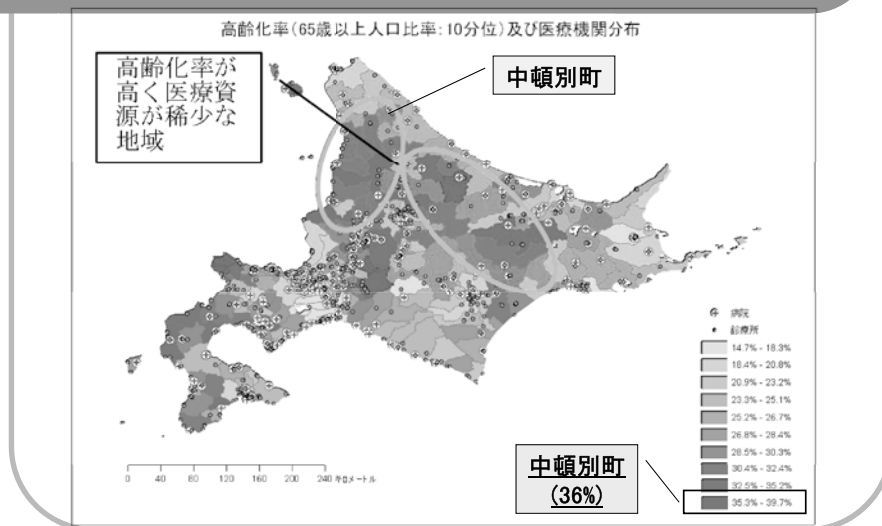 高齢化率(65歳以上人口比率：10分位)及び医療機関分布
高齢化率が
高く医療資
源が稀少な
地域
中頓別町
病院
診療所
14.7% - 18.3%
18.4% - 20.8%
20.9% - 23.2%
23.3% - 25.1%
25.2% - 26.7%
26.8% - 28.4%
28.5% - 30.3%
30.4% - 32.4%
32.5% - 35.2%
35.3% - 39.7%
中頓別町
(36%)
0 40 80 120 160 200 240 キロメートル